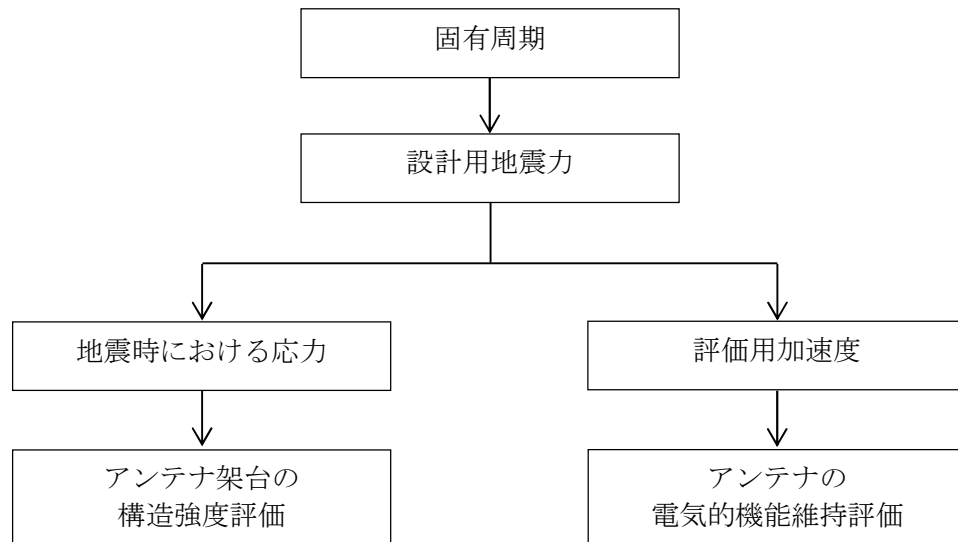 固有周期
設計用地震力
地震時における応力
評価用加速度
アンテナ架台の
構造強度評価
アンテナの
電気的機能維持評価